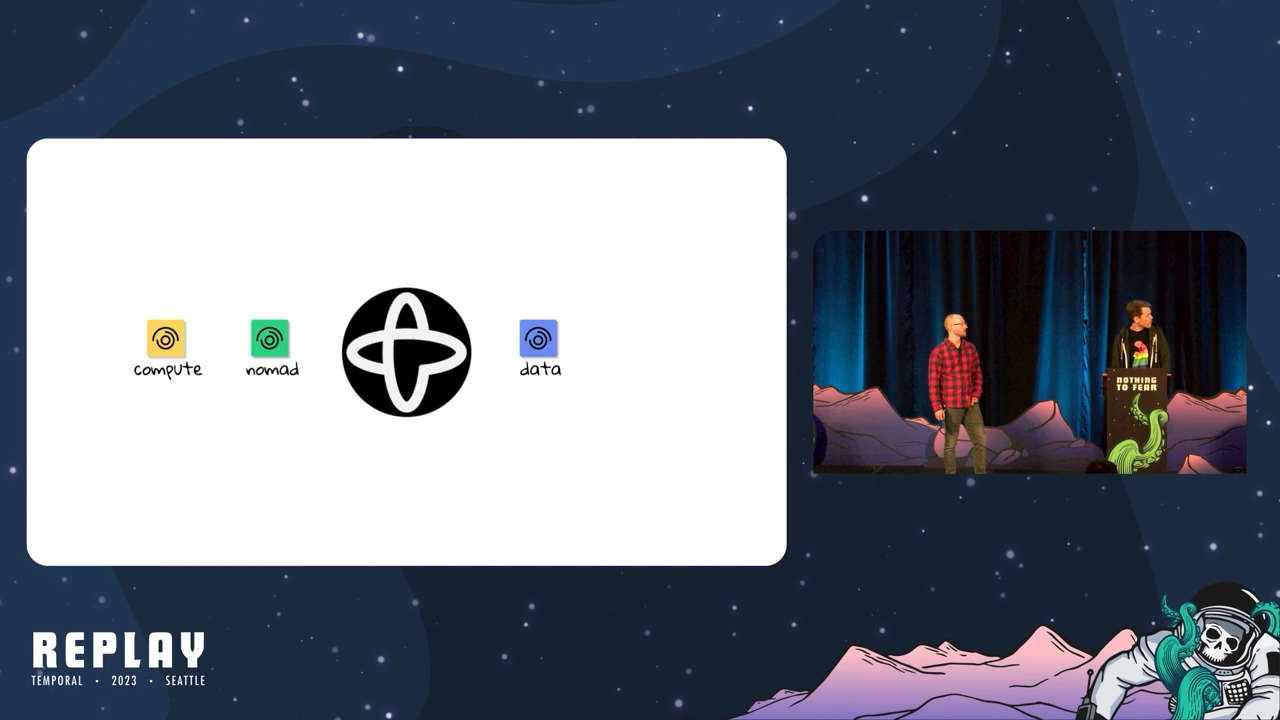 compute
nomad
data
NOTHING
TO FEAR
REPLAY
TEMPORAL • 2023 • SEATTLE